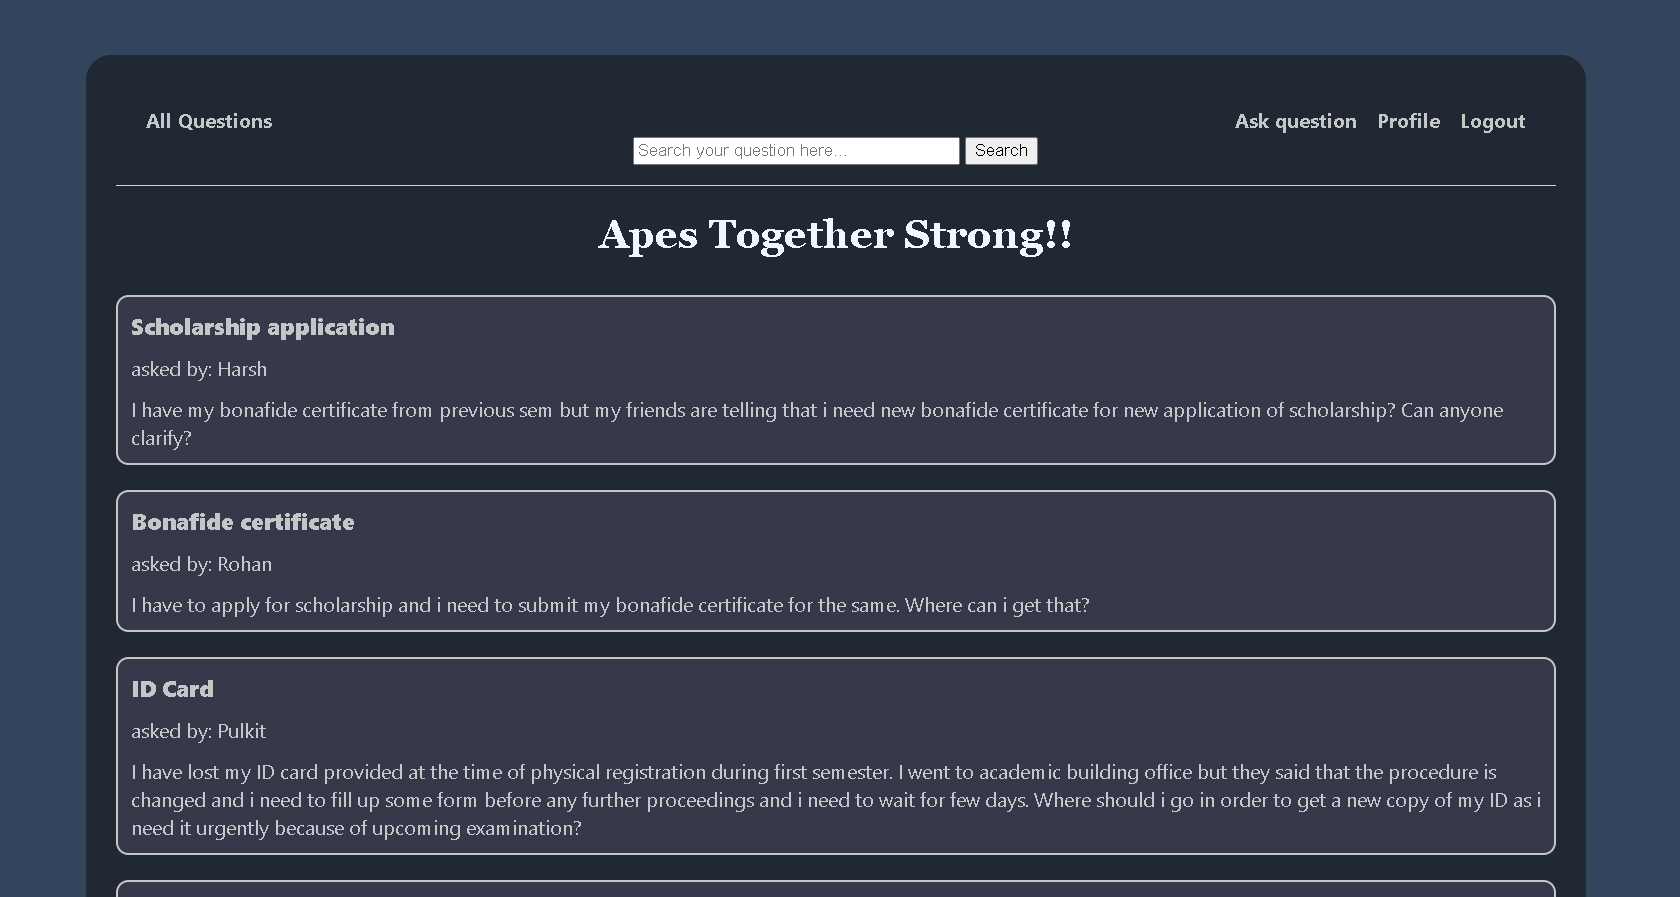 All Questions
Ask question Profile Logout
Search your question here... Search
Apes Together Strong!!
Scholarship application
asked by: Harsh
I have my bonafide certificate from previous sem but my friends are telling that i need new bonafide certificate for new application of scholarship? Can anyone
clarify?
Bonafide certificate
asked by: Rohan
I have to apply for scholarship and i need to submit my bonafide certificate for the same. Where can i get that?
ID Card
asked by: Pulkit
I have lost my ID card provided at the time of physical registration during first semester. I went to academic building office but they said that the procedure is
changed and i need to fill up some form before any further proceedings and i need to wait for few days. Where should i go in order to get a new copy of my ID as i
need it urgently because of upcoming examination?